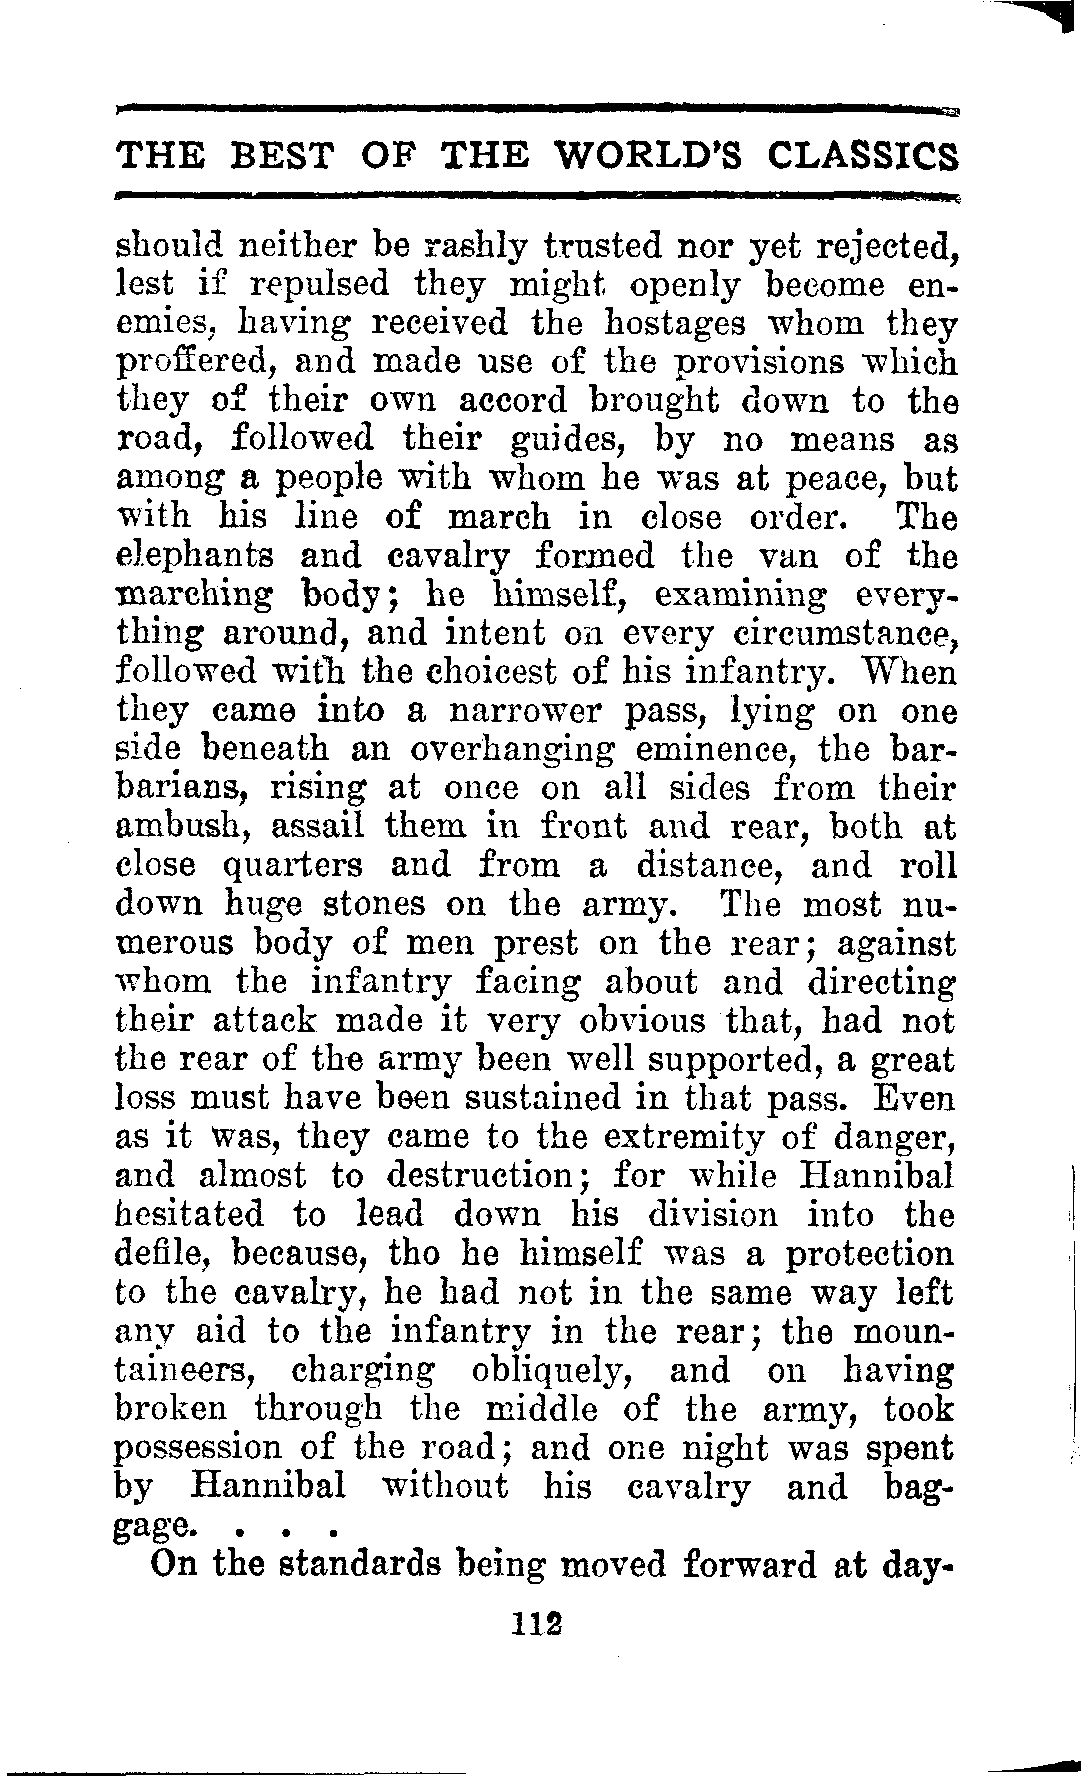 THE BEST OF THE WORLD'S CLASSICS
should neither be rashly trusted nor yet rejected,
lest if repulsed they might openly become en-
emies, having received the hostages whom they
proffered, and made use of the provisions which
they of their own accord brought down to the
road, followed their guides, by no means as
among a people with whom he was at peace, but
with his line of march in close order. The
elephants and cavalry formed the van of the
marching body; he himself, examining every-
thing around, and intent on every circumstance,
followed with the choicest of his infantry. When
they came into a narrower pass, lying on one
side beneath an overhanging eminence, the bar-
barians, rising at once on all sides from their
ambush, assail them in front and rear, both at
close quarters and from a distance, and roll
down huge stones on the army. The most nu-
merous body of men prest on the rear; against
whom the infantry facing about and directing
their attack made it very obvious that, had not
the rear of the army been well supported, a great
loss must have been sustained in that pass. Even
as it was, they came to the extremity of danger,
and almost to destruction; for while Hannibal
hesitated to lead down his division into the
defile, because, tho he himself was a protection
to the cavalry, he had not in the same way left
any aid to the infantry in the rear; the moun-
taineers, charging obliquely, and on having
broken through the middle of the army, took
possession of the road; and one night was spent
by Hannibal without his cavalry and bag-
gage. . . .
On the standards being moved forward at day-
112